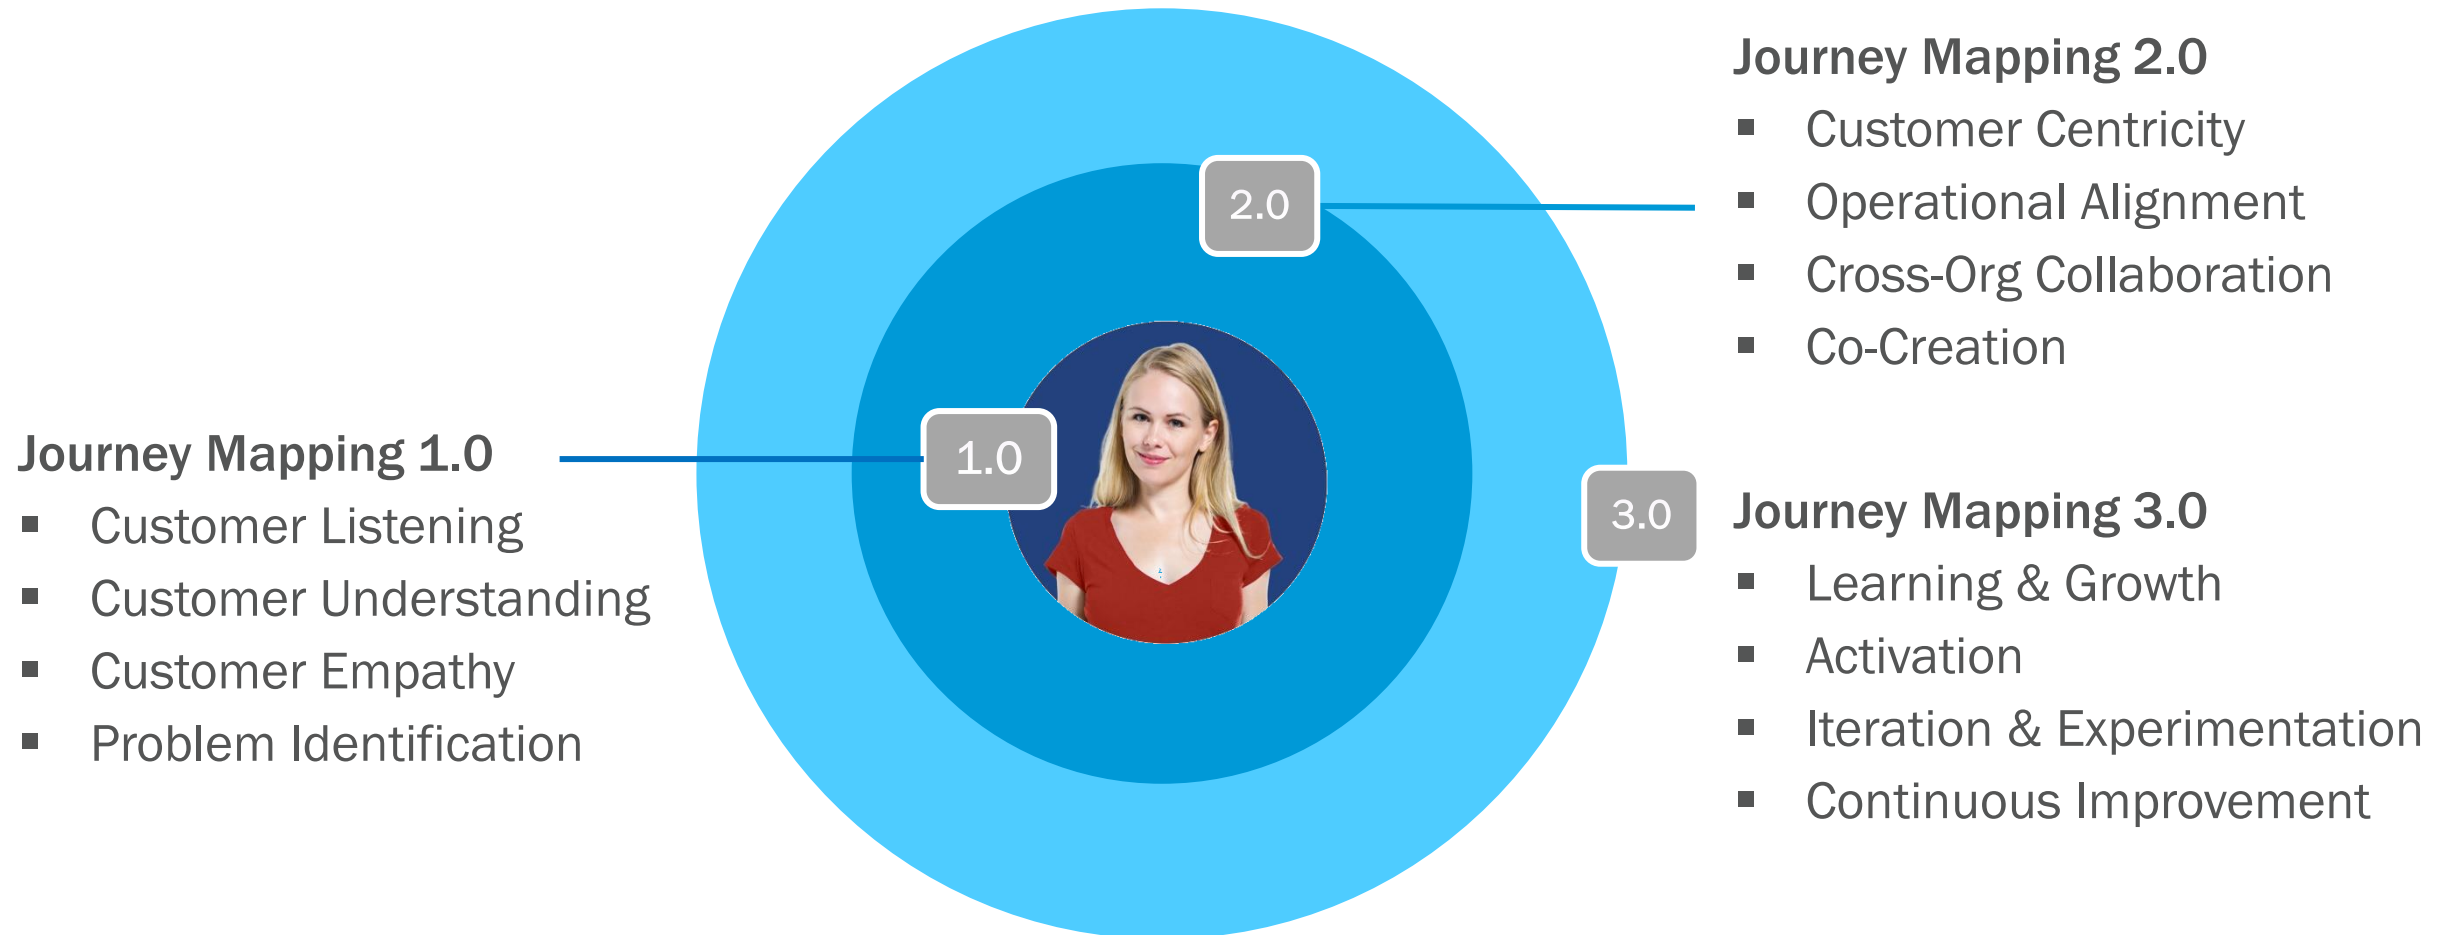 Journey Mapping 1.0
Customer Listening
Customer Understanding
Customer Empathy
Problem Identification
1.0
2.0
3.0
Journey Mapping 2.0
Customer Centricity
Operational Alignment
Cross-Org Collaboration
Co-Creation
Journey Mapping 3.0
Learning & Growth
Activation
Iteration & Experimentation
Continuous Improvement